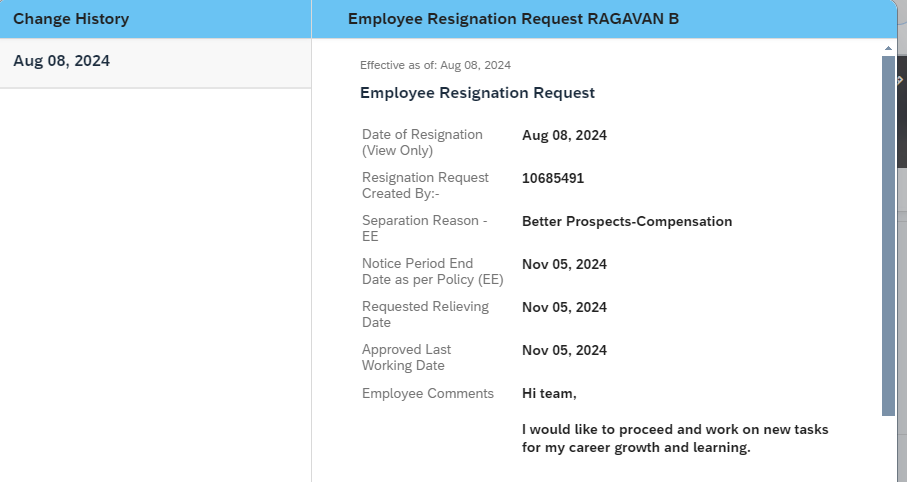 Change History
Employee Resignation Request RAGAVAN B
Aug 08, 2024
Effective as of: Aug 08, 2024
Employee Resignation Request
Date of Resignation
(View Only)
Aug 08, 2024
Resignation Request
Created By:-
10685491
Separation Reason -
EE
Better Prospects-Compensation
Notice Period End
Date as per Policy (EE)
Nov 05, 2024
Requested Relieving
Date
Nov 05, 2024
Approved Last
Working Date
Nov 05, 2024
Employee Comments
Hi team,
I would like to proceed and work on new tasks
for my career growth and learning.